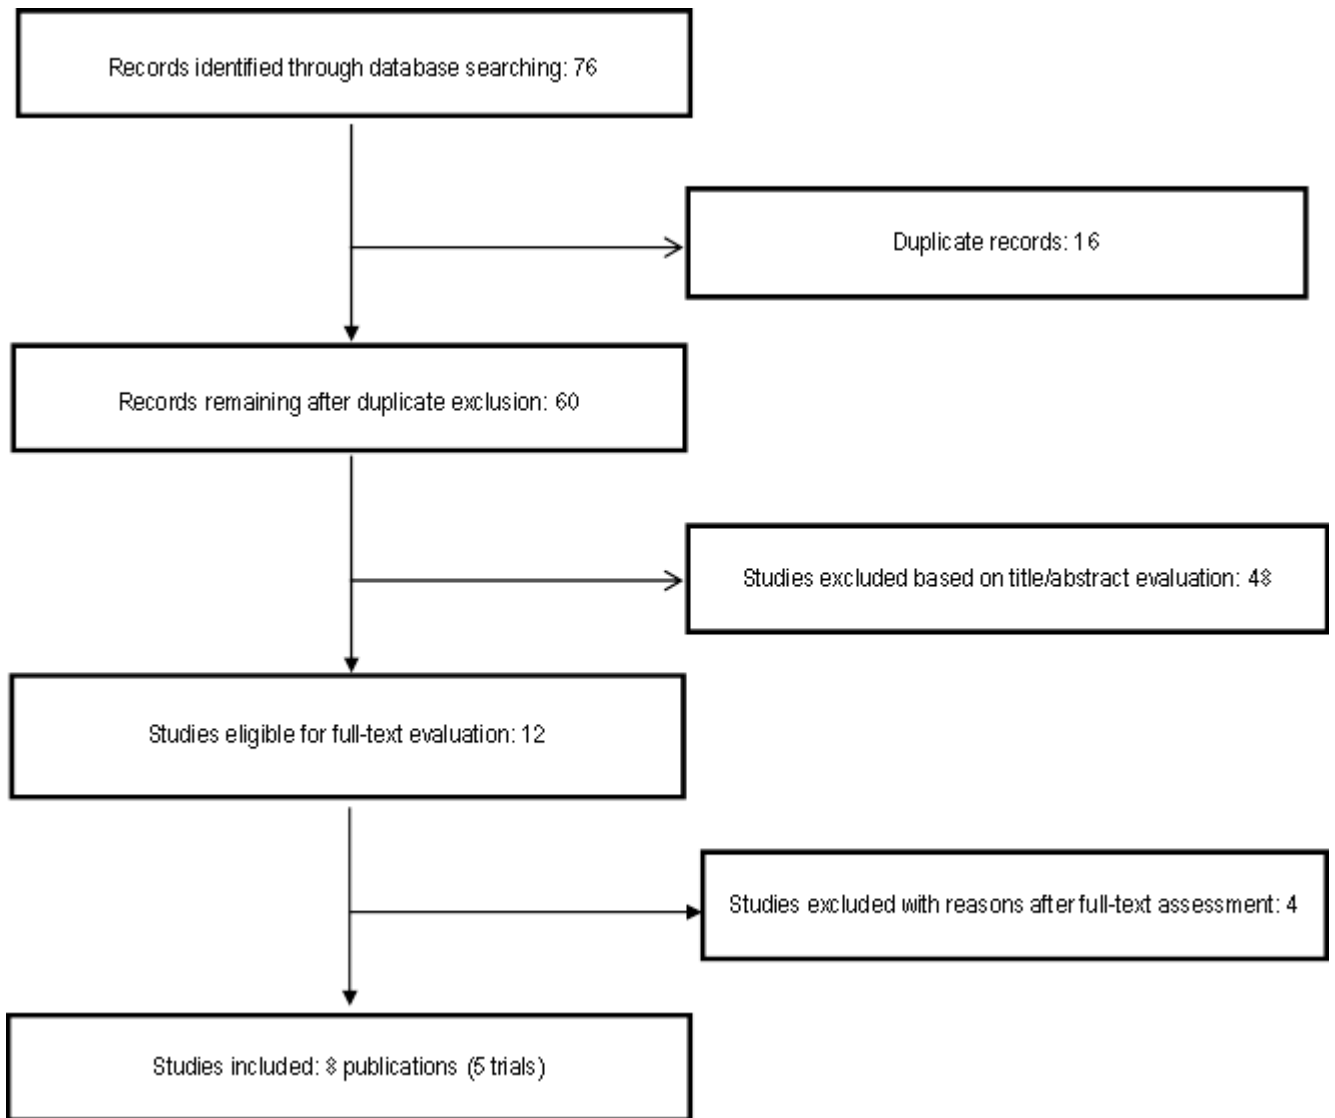 Records identified through database searching: 76
Duplicate records: 16
Records remaining after duplicate exclusion: 60
Studies excluded based on title/abstract evaluation: 48
Studies eligible for full-text evaluation: 12
Studies excluded with reasons after full-text assessment: 4
Studies included: 8 publications (5 trials)